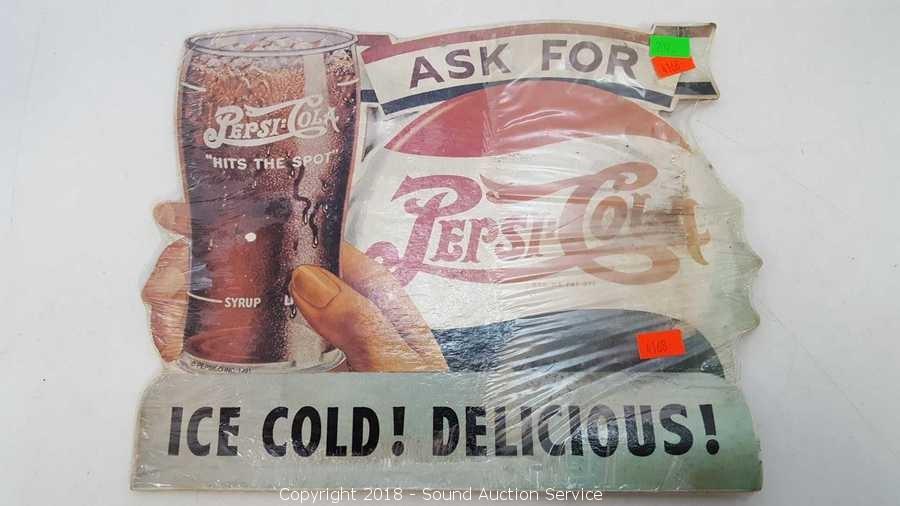 ASK FOR
PEPSI:COLA
"HITS THE SPOT"
PEPSI:COLA
SYRUP
ICE COLD! DELICIOUS!
Copyright 2018 - Sound Auction Service